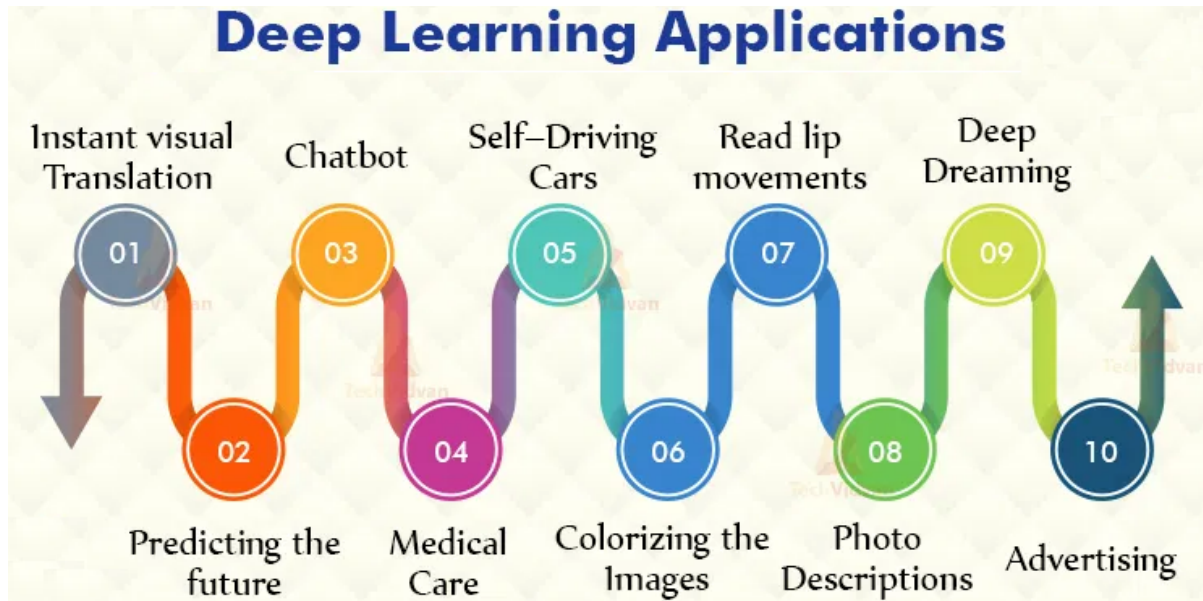 Deep Learning Applications
Instant visual
Translation
01
Predicting the
future
02
Chatbot
03
Medical
Care
04
Self–Driving
Cars
05
Colorizing the
Images
06
Read lip
movements
07
Photo
Descriptions
08
Deep
Dreaming
09
Advertising
10
TechVidvan